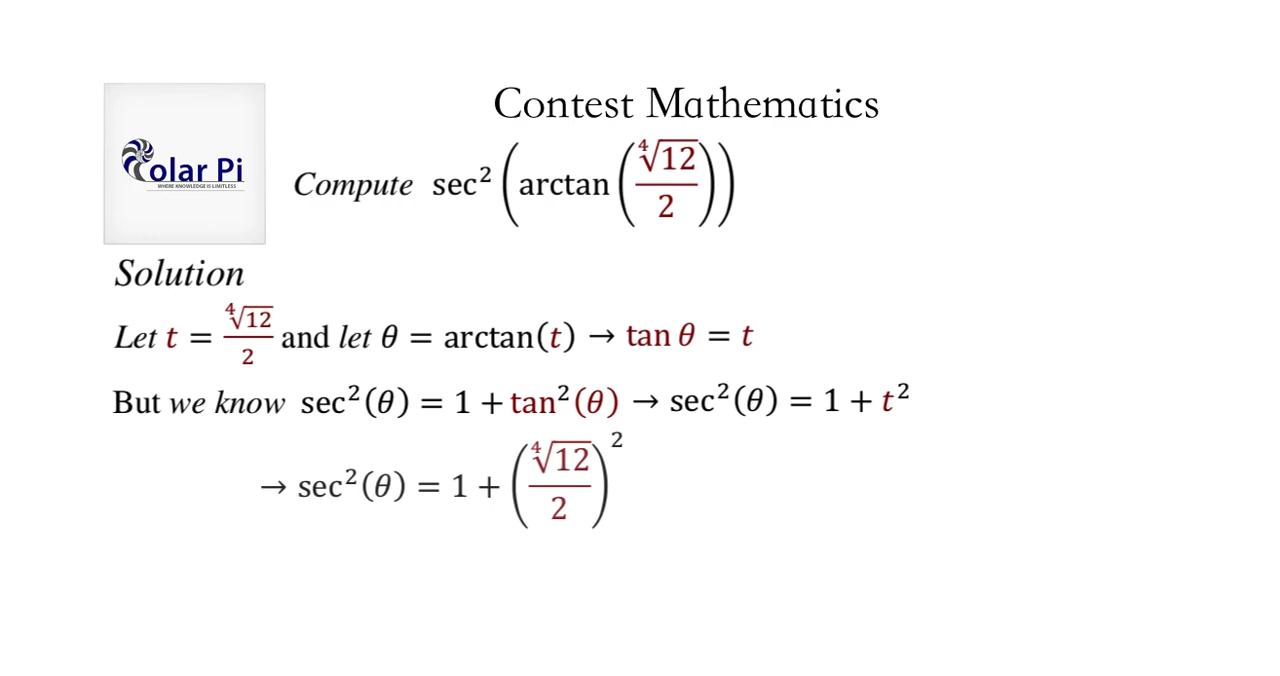 Contest Mathematics
olar Pi
WHERE KNOWLEDGE IS LIMITLESS
Compute sec² (arctan (∜12/2))
Solution
Let t = ∜12/2 and let θ = arctan(t) → tan θ = t
But we know sec²(θ) = 1 + tan²(θ) → sec²(θ) = 1 + t²
→ sec²(θ) = 1 + (∜12/2)²